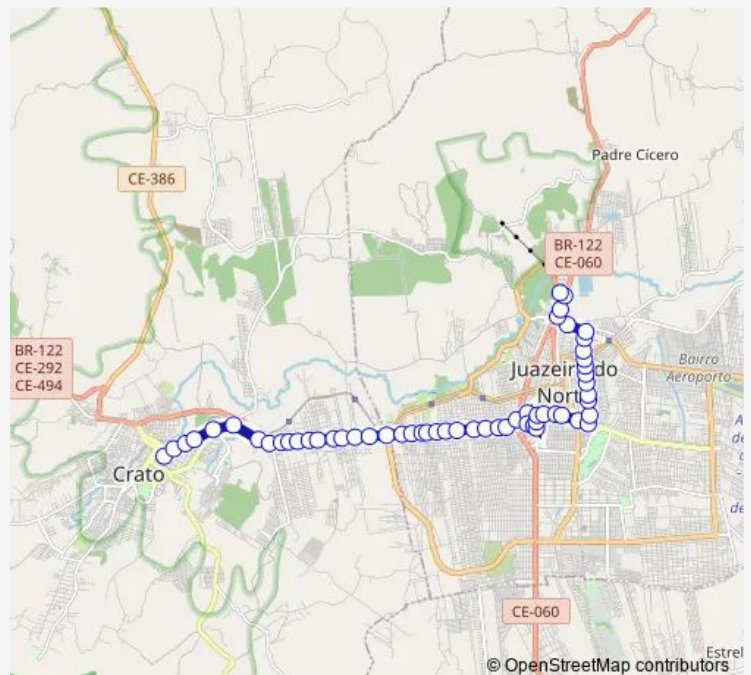 Padre Cícero
CE-386
BR-122
CE-060
BR-122
CE-292
CE-494
Bairro
Aeroporto
Juazeiro do
Nort
Crato
CE-060
Estrel
© OpenStreetMap contributors